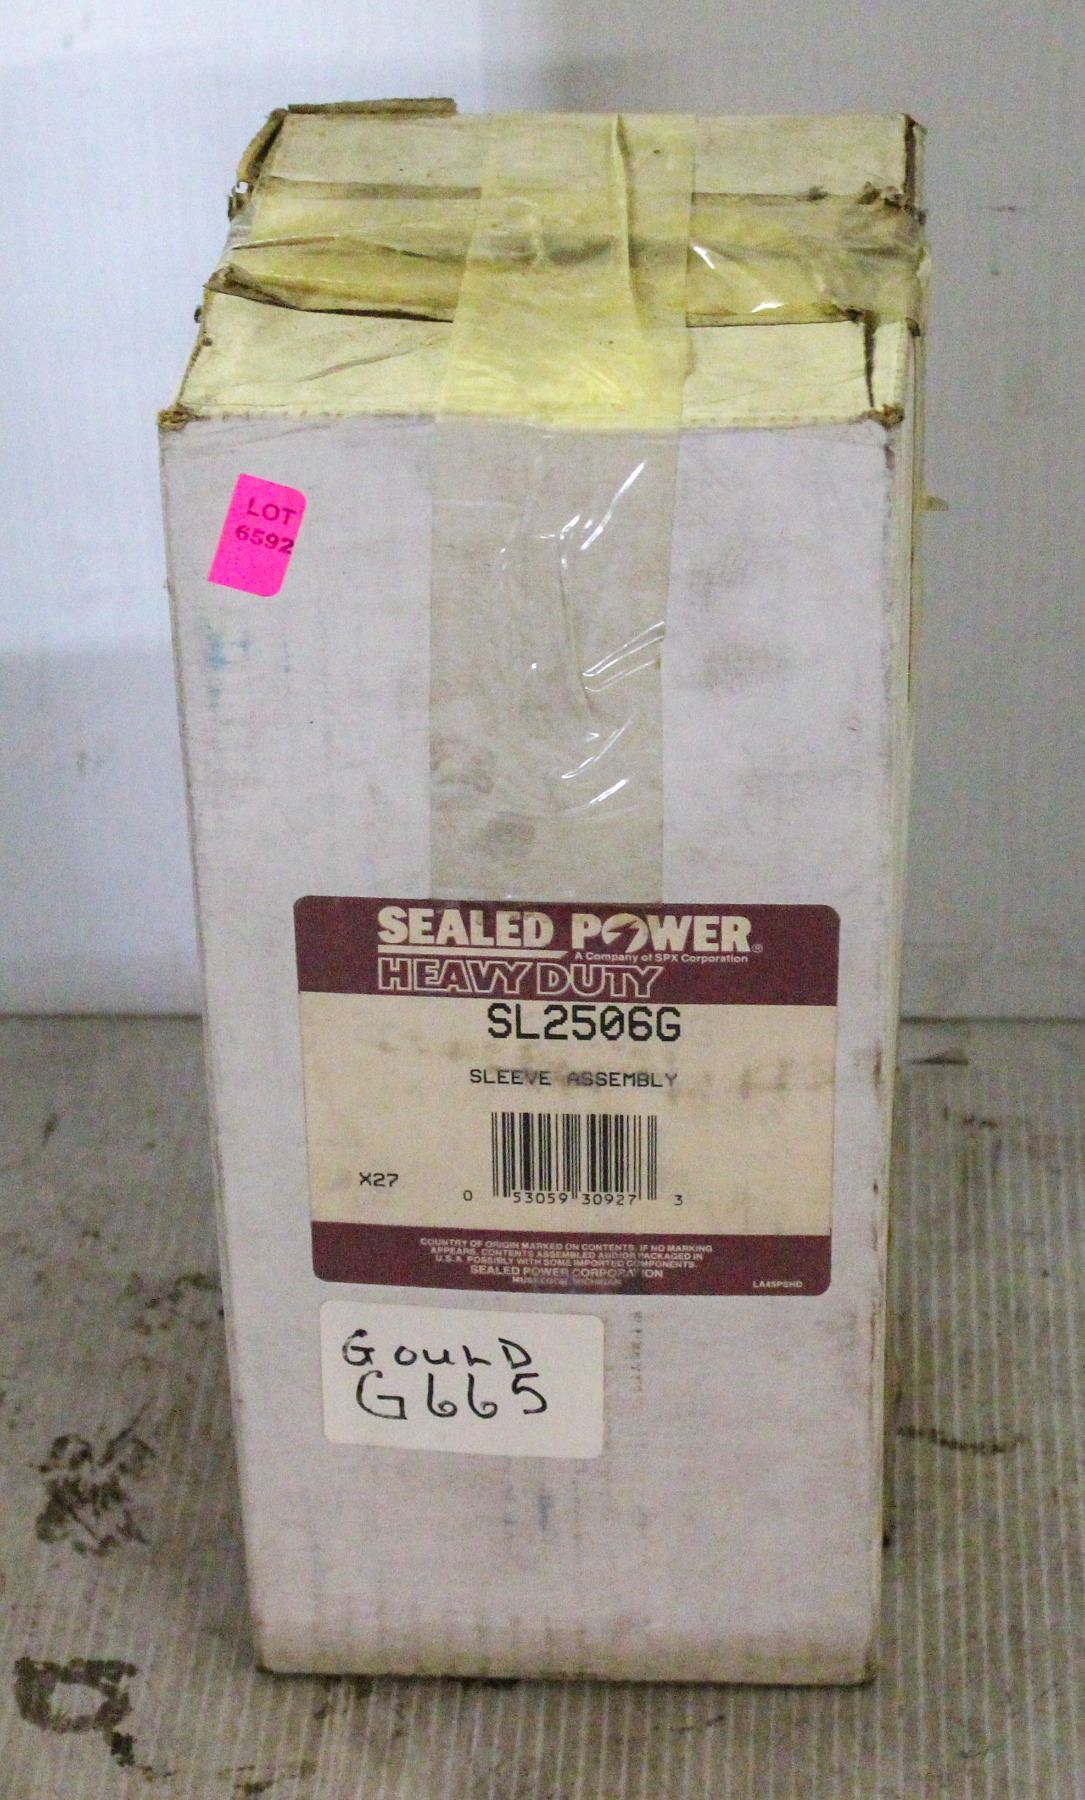 LOT
6592
SEALED POWER®
A Company of SPX Corporation
HEAVY DUTY
SL2506G
SLEEVE ASSEMBLY
X27
0 53059 30927 3
COUNTRY OF ORIGIN MARKED ON CONTENTS. IF NO MARKING
APPEARS, CONTENTS ASSEMBLED AND/OR PACKAGED IN
U.S.A. POSSIBLY WITH SOME IMPORTED COMPONENTS.
SEALED POWER CORPORATION
MUSKEGON, MICHIGAN
LA45PSHD
GOULD
G665